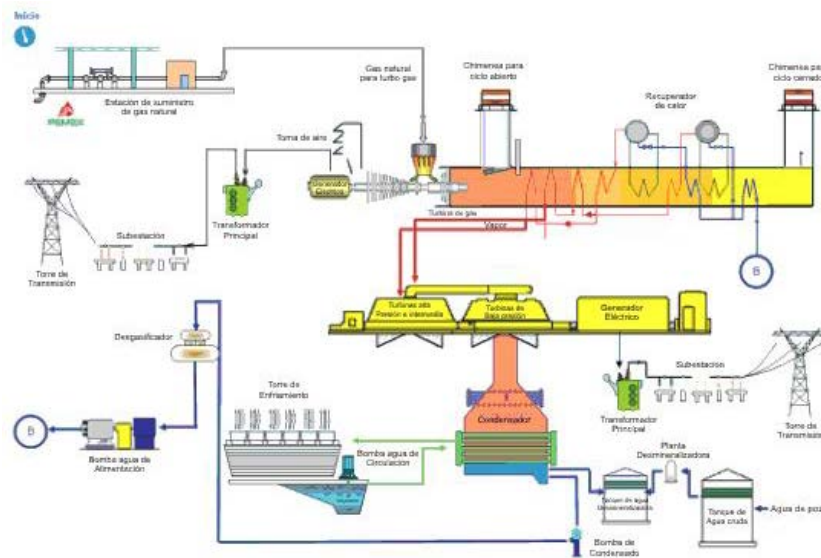 Inicio
Gas natural
para turbo gas
Chimenea para
ciclo abierto
Chimenea para
ciclo cerrado
Recuperador
de calor
Estación de suministro
de gas natural
PEMEX
Toma de aire
Generador
Eléctrico
Turbina de gas
Vapor
Transformador
Principal
Subestación
Torre de
Transmisión
B
Turbinas alta
Presión e intermedia
Turbinas de
Baja presión
Generador
Eléctrico
Desgasificador
Subestación
Transformador
Principal
Torre de
Transmisión
Torre de
Enfriamiento
Condensador
B
Bomba agua de
Alimentación
Bomba agua de
Circulación
Planta
Desmineralizadora
Tanque de agua
Desmineralizada
Tanque de
Agua cruda
Agua de poz
Bomba de
Condensado